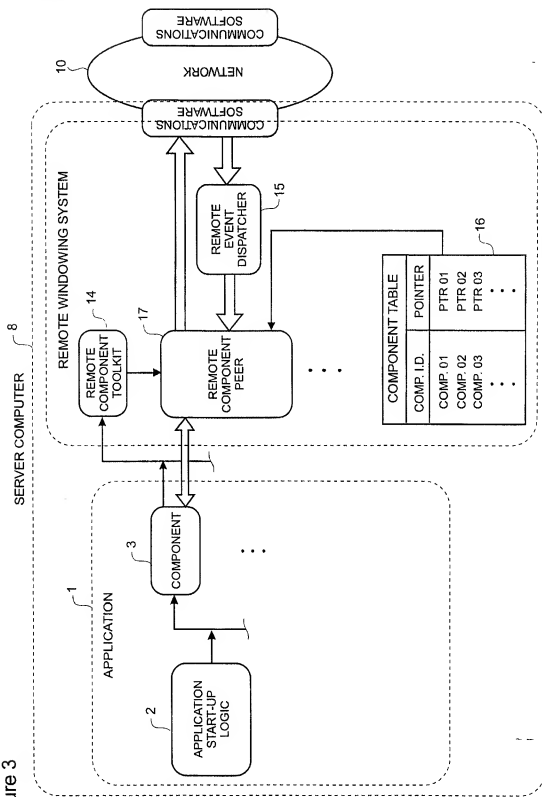 ure 3
SERVER COMPUTER
8
APPLICATION
1
2
APPLICATION
START-UP
LOGIC
3
COMPONENT
. . .
REMOTE WINDOWING SYSTEM
REMOTE
COMPONENT
TOOLKIT
14
17
REMOTE
COMPONENT
PEER
. . .
REMOTE
EVENT
DISPATCHER
15
COMPONENT TABLE
COMP. I.D. POINTER
COMP. 01 PTR 01
COMP. 02 PTR 02
COMP. 03 PTR 03
16
COMMUNICATIONS
SOFTWARE
10
NETWORK
COMMUNICATIONS
SOFTWARE